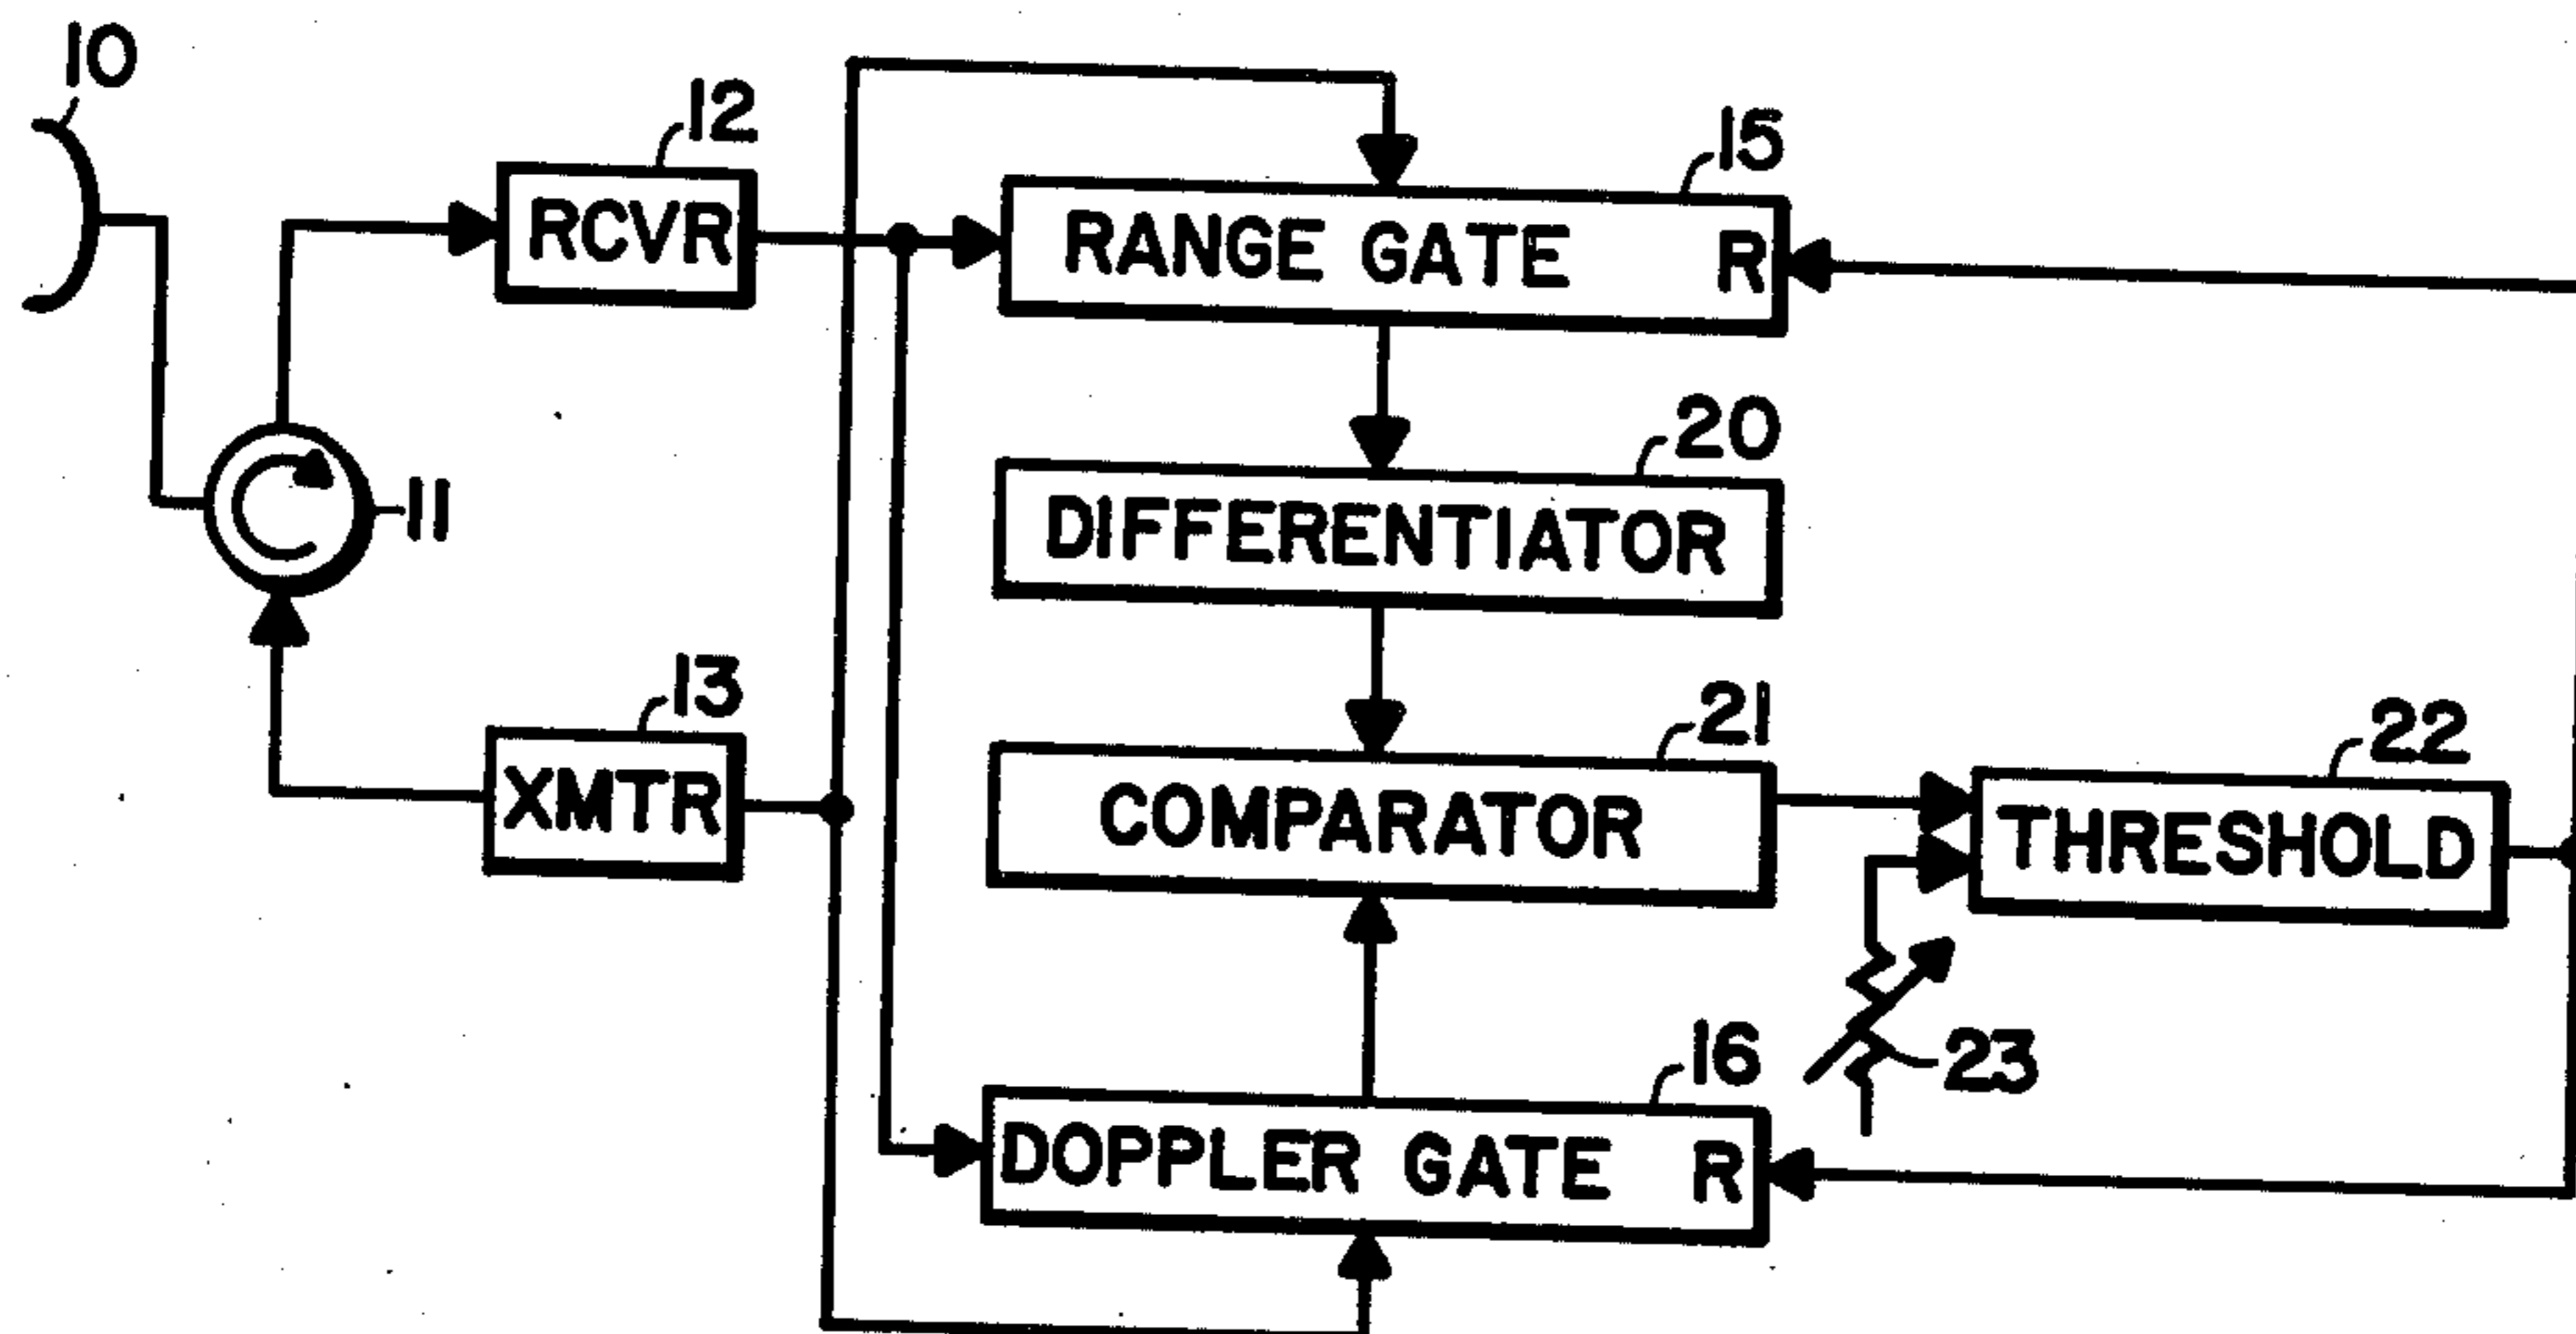 10
12
15
RCVR
RANGE GATE R
20
11
DIFFERENTIATOR
13
21
22
XMTR
COMPARATOR
THRESHOLD
16
23
DOPPLER GATE R